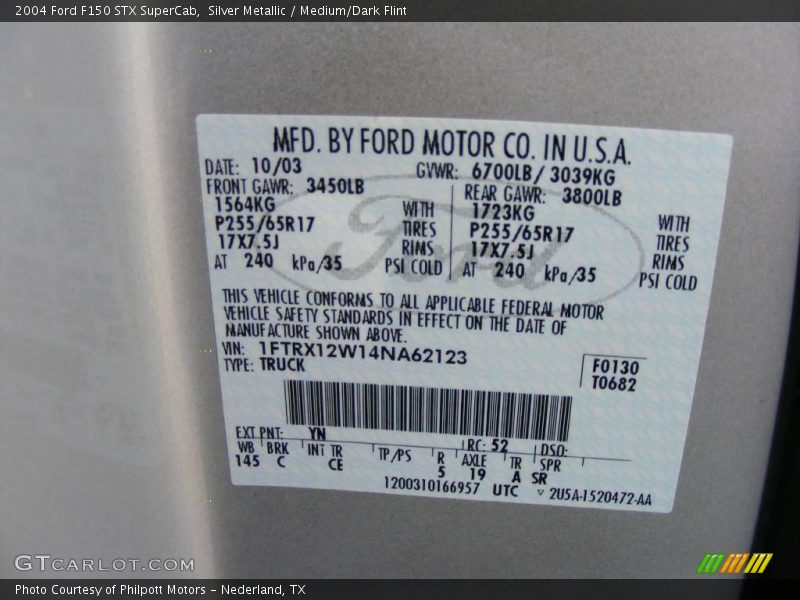 2004 Ford F150 STX SuperCab,  Silver Metallic / Medium/Dark Flint
MFD. BY FORD MOTOR CO. IN U.S.A.
DATE: 10/03 GVWR: 6700LB/ 3039KG
FRONT GAWR: 3450LB REAR GAWR: 3800LB
1564KG WITH 1723KG WITH
P255/65R17 TIRES P255/65R17 TIRES
17X7.5J RIMS 17X7.5J RIMS
AT 240 kPa/35 PSI COLD AT 240 kPa/35 PSI COLD
THIS VEHICLE CONFORMS TO ALL APPLICABLE FEDERAL MOTOR
VEHICLE SAFETY STANDARDS IN EFFECT ON THE DATE OF
MANUFACTURE SHOWN ABOVE.
VIN: 1FTRX12W14NA62123
TYPE: TRUCK
F0130
T0682
EXT PNT: YN RC: 52 DSO:
WB BRK INT TR TP/PS R AXLE TR SPR
145 C CE 5 19 A SR
1200310166957 UTC ▽ 2U5A-1520472-AA
Ford
GTCARLOT.COM
Photo Courtesy of Philpott Motors – Nederland, TX